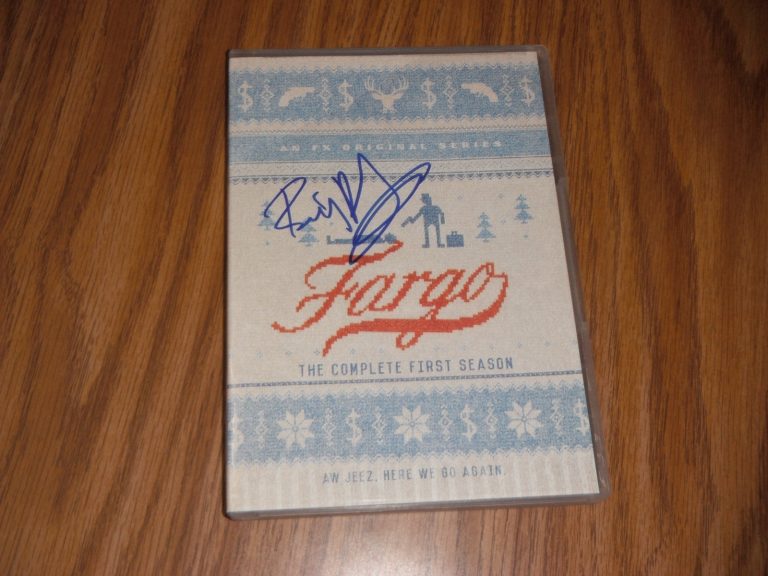 AN FX ORIGINAL SERIES
Fargo
THE COMPLETE FIRST SEASON
AW JEEZ. HERE WE GO AGAIN.